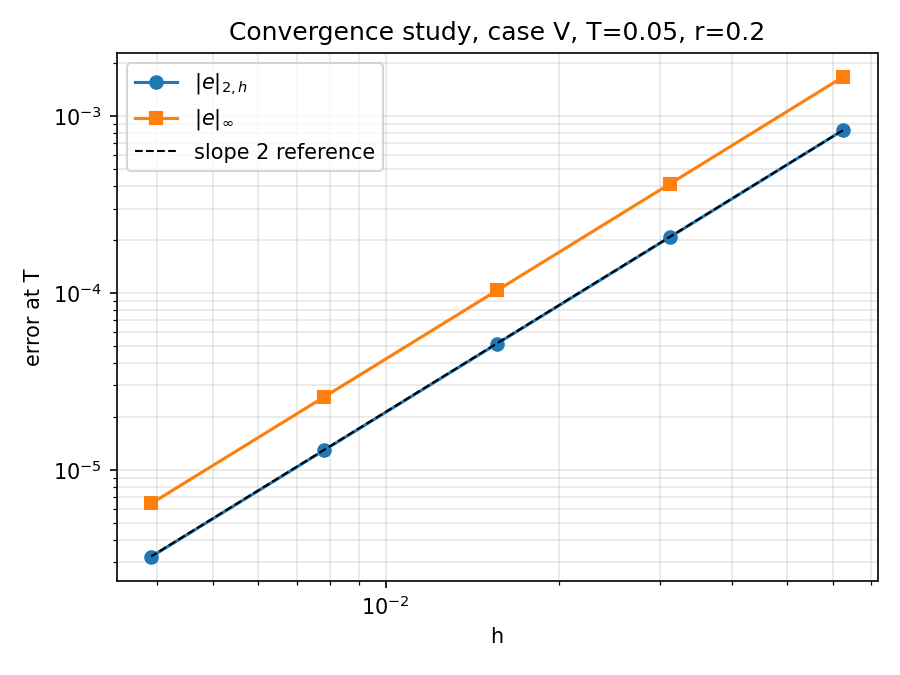 Convergence study, case V, T=0.05, r=0.2
|e|₂,ₕ
|e|∞
slope 2 reference
10⁻³
10⁻⁴
10⁻⁵
error at T
10⁻²
h